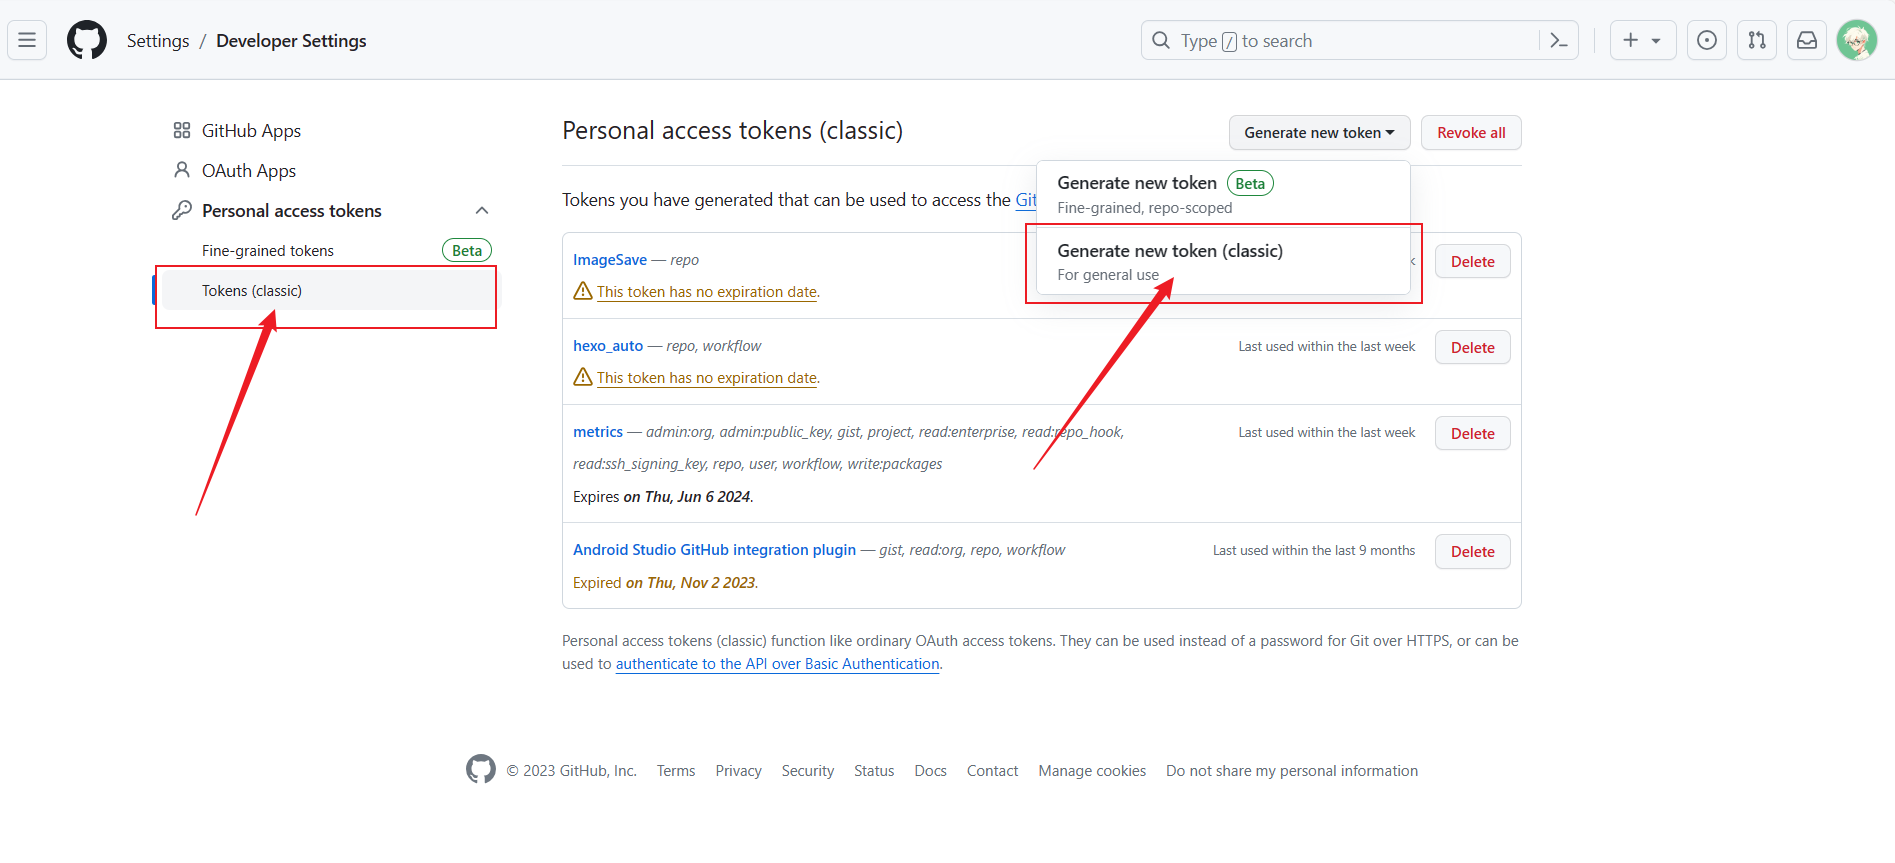 Settings / Developer Settings
Type / to search
GitHub Apps
OAuth Apps
Personal access tokens
Fine-grained tokens Beta
Tokens (classic)
Personal access tokens (classic)
Generate new token
Revoke all
Generate new token Beta
Fine-grained, repo-scoped
Generate new token (classic)
For general use
Tokens you have generated that can be used to access the Git
ImageSave — repo
Delete
This token has no expiration date.
hexo_auto — repo, workflow
Last used within the last week
Delete
This token has no expiration date.
metrics — admin:org, admin:public_key, gist, project, read:enterprise, read:repo_hook,
read:ssh_signing_key, repo, user, workflow, write:packages
Last used within the last week
Delete
Expires on Thu, Jun 6 2024.
Android Studio GitHub integration plugin — gist, read:org, repo, workflow
Last used within the last 9 months
Delete
Expired on Thu, Nov 2 2023.
Personal access tokens (classic) function like ordinary OAuth access tokens. They can be used instead of a password for Git over HTTPS, or can be
used to authenticate to the API over Basic Authentication.
© 2023 GitHub, Inc. Terms Privacy Security Status Docs Contact Manage cookies Do not share my personal information